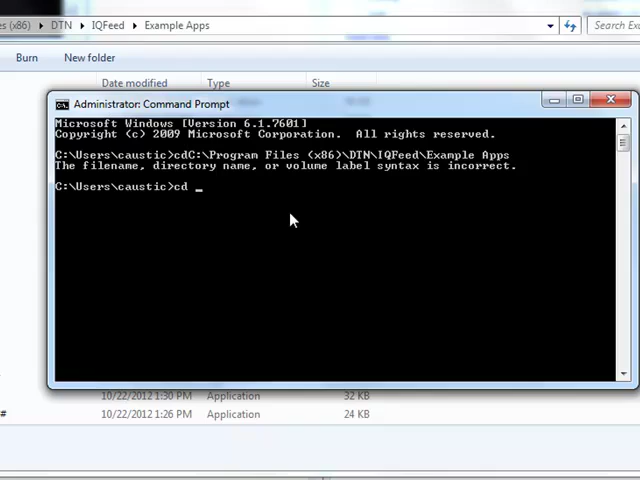 s (x86) DTN IQFeed Example Apps Search Exa
Burn New folder
Date modified Type Size
Administrator: Command Prompt
Microsoft Windows [Version 6.1.7601]
Copyright (c) 2009 Microsoft Corporation. All rights reserved.
C:\Users\caustic>cdC:\Program Files (x86)\DTN\IQFeed\Example Apps
The filename, directory name, or volume label syntax is incorrect.
C:\Users\caustic>cd _
10/22/2012 1:30 PM Application 32 KB
# 10/22/2012 1:26 PM Application 24 KB